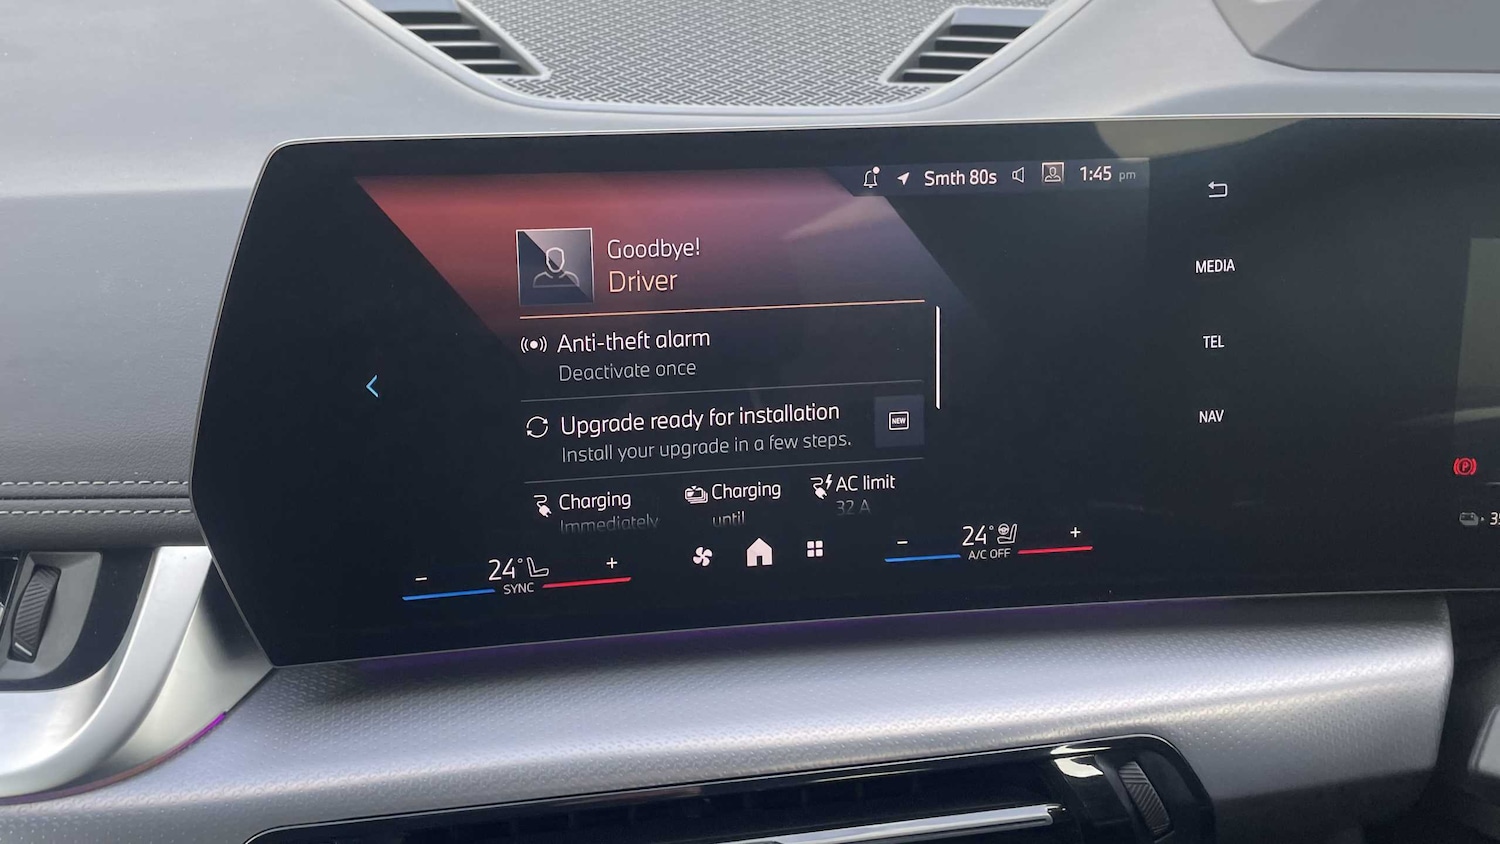 Smth 80s 1:45 pm
Goodbye!
Driver
Anti-theft alarm
Deactivate once
Upgrade ready for installation
Install your upgrade in a few steps.
NEW
Charging
Immediately
Charging
until
AC limit
32 A
- 24° +
SYNC
- 24° +
A/C OFF
MEDIA
TEL
NAV
P